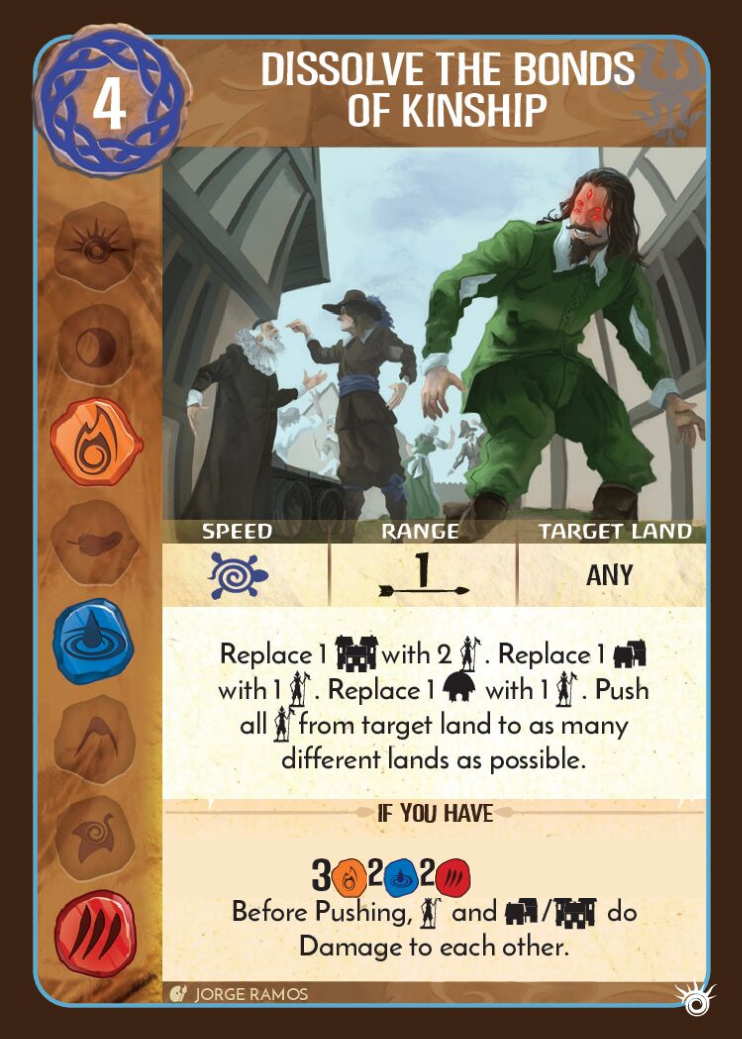 4
DISSOLVE THE BONDS
OF KINSHIP
SPEED RANGE TARGET LAND
1 ANY
Replace 1 with 2 . Replace 1
with 1 . Replace 1 with 1 . Push
all from target land to as many
different lands as possible.
IF YOU HAVE
3 2 2
Before Pushing, and / do
Damage to each other.
JORGE RAMOS